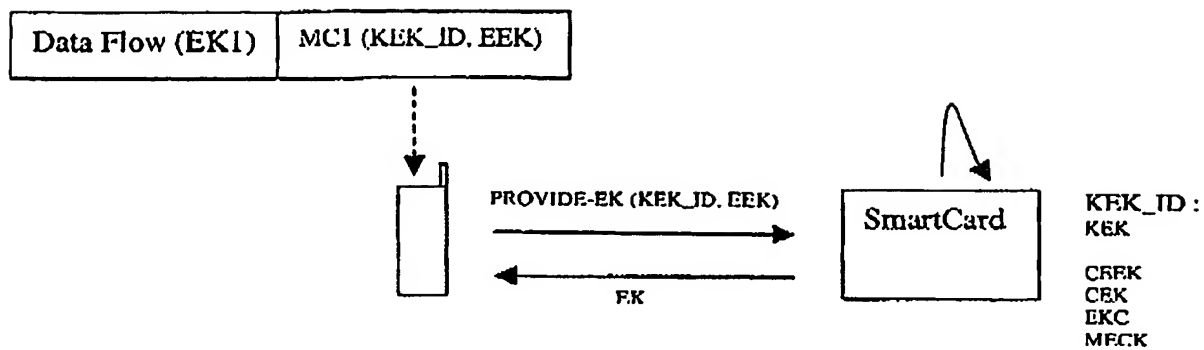 Data Flow (EK1)
MC1 (KEK_ID, EEK)
PROVIDE-EK (KEK_ID, EEK)
EK
SmartCard
KEK_ID :
KEK
CEEK
CEK
EKC
MECK